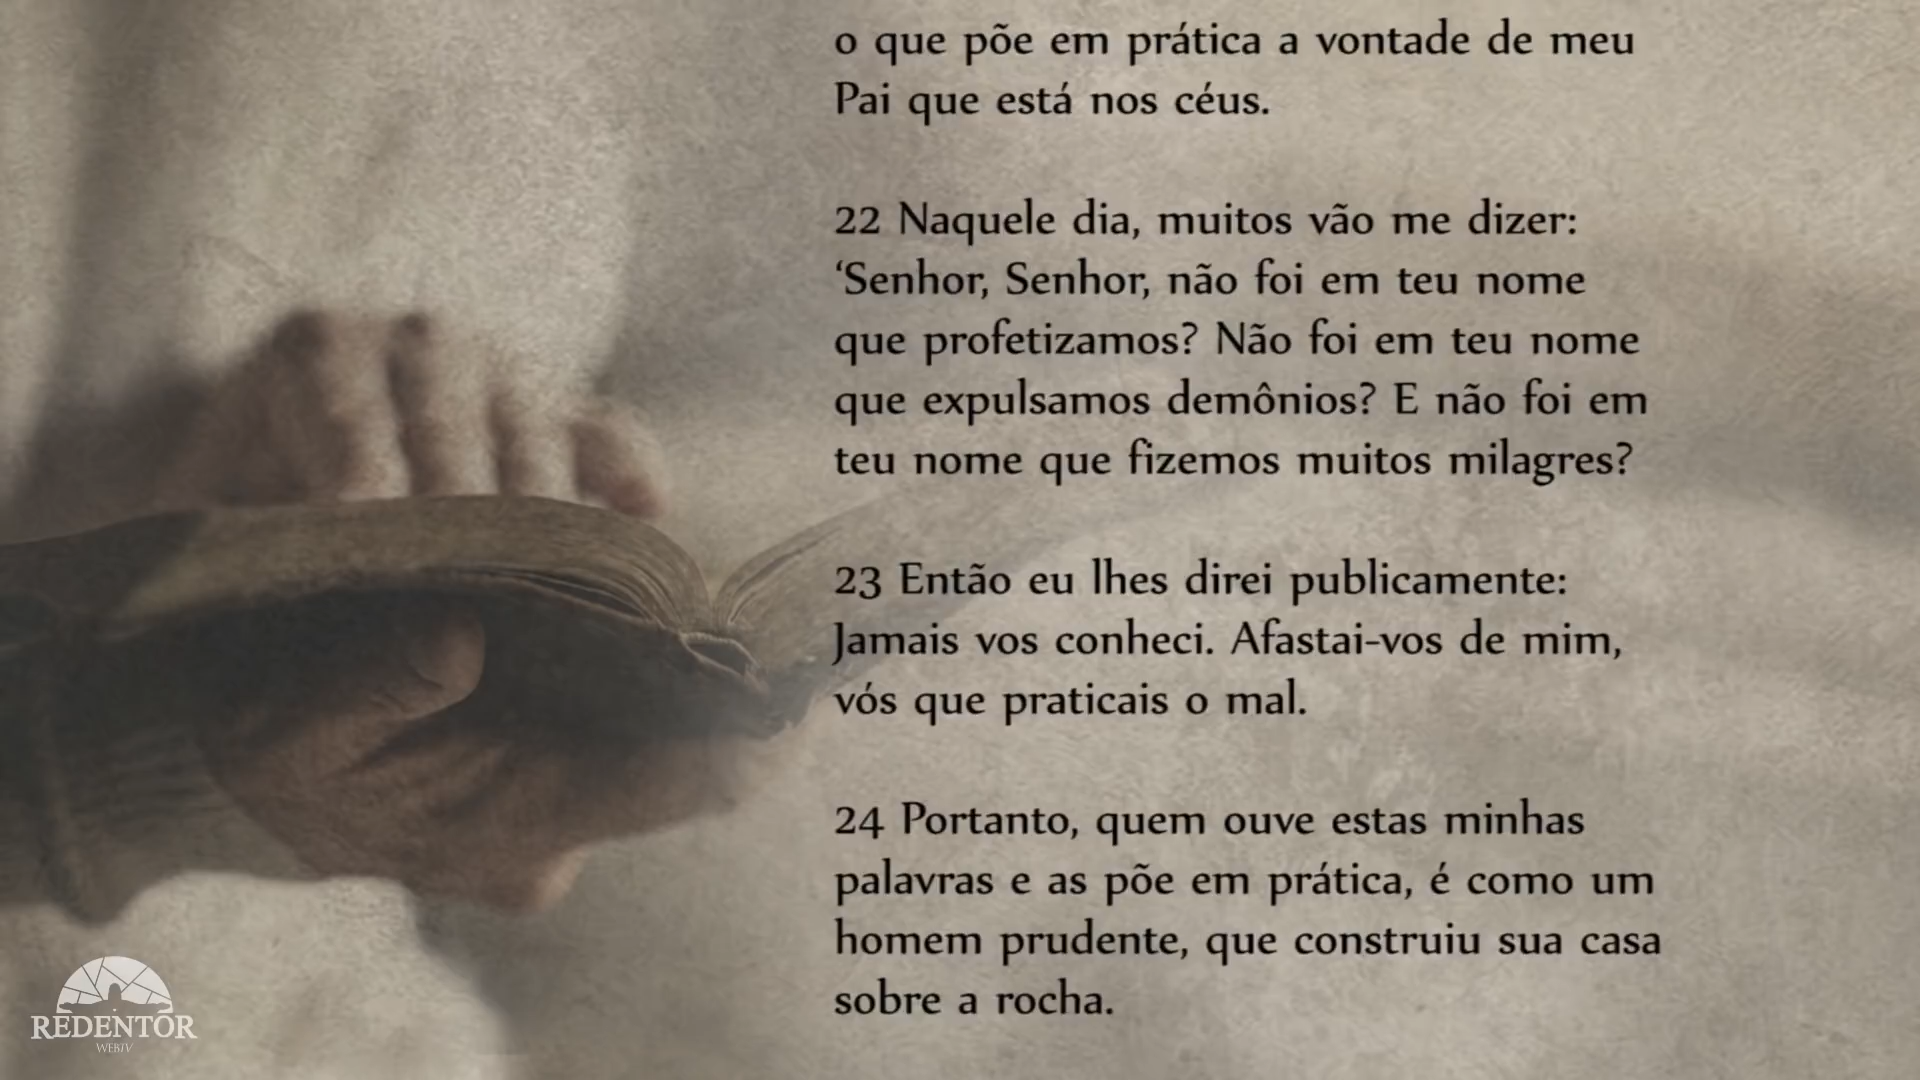 o que põe em prática a vontade de meu
Pai que está nos céus.
22 Naquele dia, muitos vão me dizer:
‘Senhor, Senhor, não foi em teu nome
que profetizamos? Não foi em teu nome
que expulsamos demônios? E não foi em
teu nome que fizemos muitos milagres?
23 Então eu lhes direi publicamente:
Jamais vos conheci. Afastai-vos de mim,
vós que praticais o mal.
24 Portanto, quem ouve estas minhas
palavras e as põe em prática, é como um
homem prudente, que construiu sua casa
sobre a rocha.
REDENTOR
WEBTV